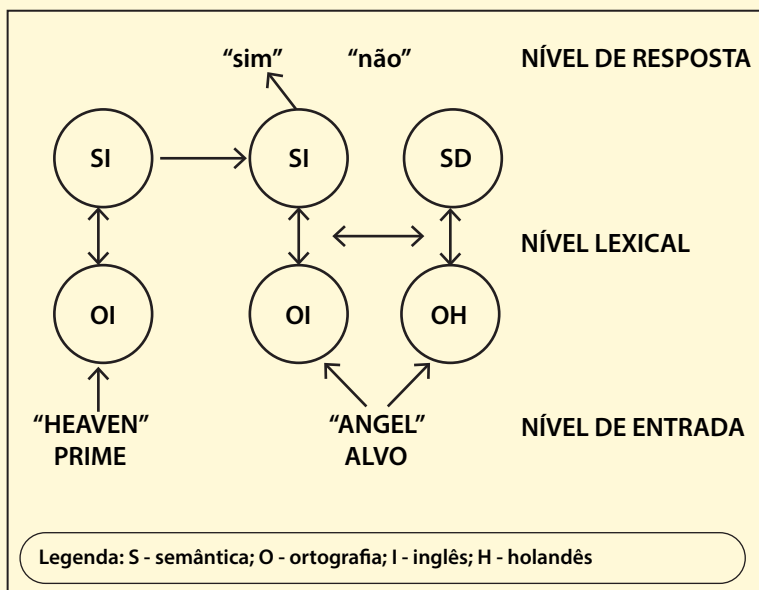 “sim” “não” NÍVEL DE RESPOSTA
SI SI SD
NÍVEL LEXICAL
OI OI OH
“HEAVEN” “ANGEL” NÍVEL DE ENTRADA
PRIME ALVO
Legenda: S - semântica; O - ortografia; I - inglês; H - holandês